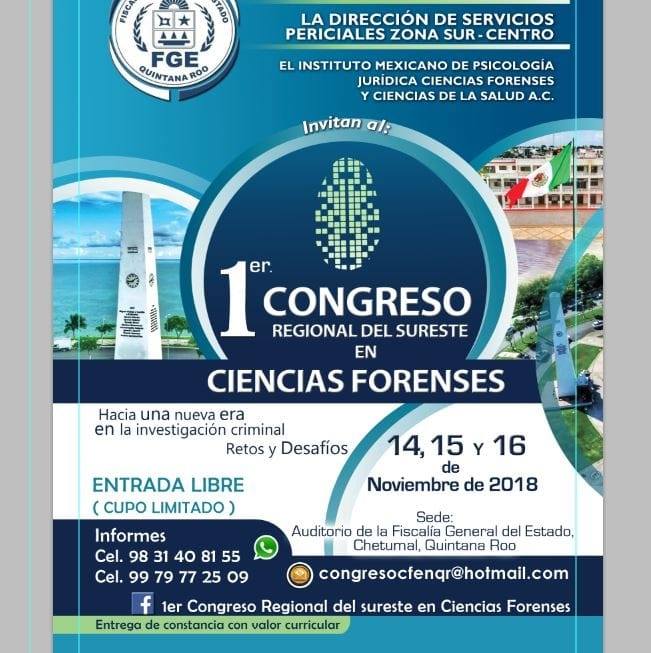 FGE
QUINTANA ROO
LA DIRECCIÓN DE SERVICIOS
PERICIALES ZONA SUR-CENTRO
EL INSTITUTO MEXICANO DE PSICOLOGÍA
JURÍDICA CIENCIAS FORENSES
Y CIENCIAS DE LA SALUD A.C.
Invitan al:
1er. CONGRESO
REGIONAL DEL SURESTE
EN
CIENCIAS FORENSES
Hacia una nueva era
en la investigación criminal
Retos y Desafíos
14, 15 Y 16
de
Noviembre de 2018
ENTRADA LIBRE
( CUPO LIMITADO )
Sede:
Auditorio de la Fiscalía General del Estado,
Chetumal, Quintana Roo
Informes
Cel. 98 31 40 81 55
Cel. 99 79 77 25 09
congresocfenqr@hotmail.com
1er Congreso Regional del sureste en Ciencias Forenses
Entrega de constancia con valor curricular